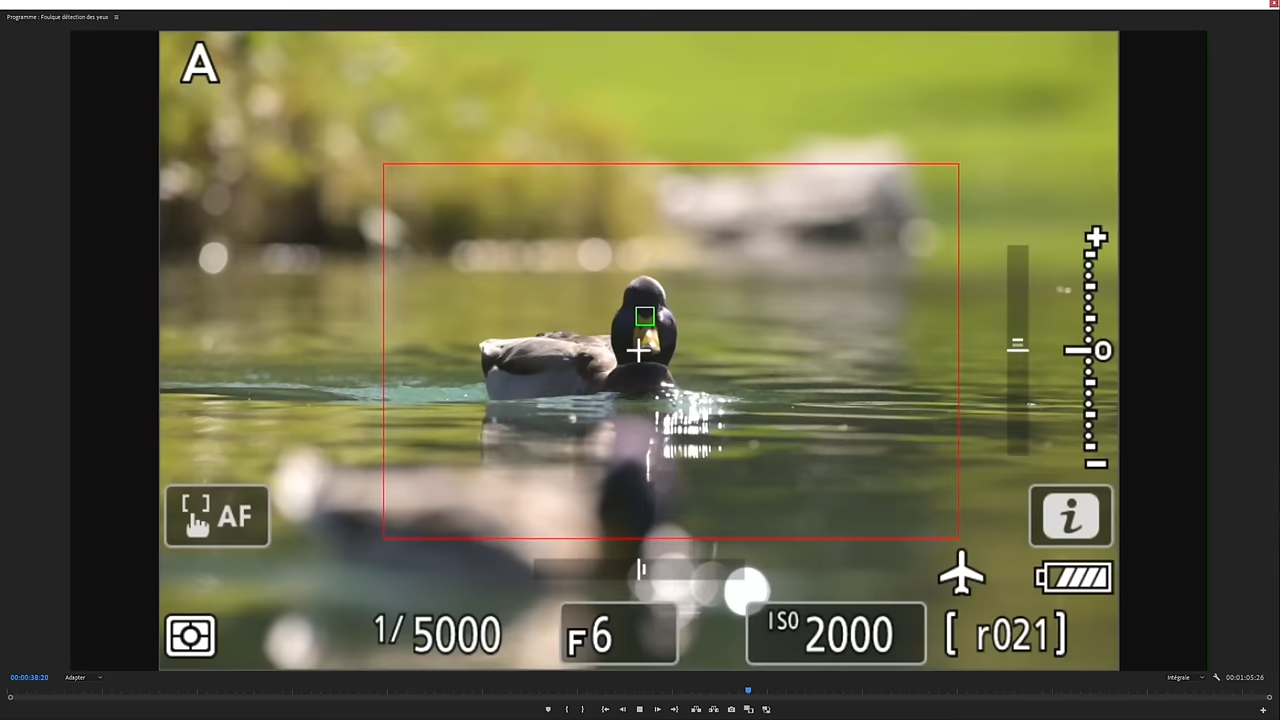 Programme : Foulque détection des yeux
A
AF
i
1/5000
F6
ISO 2000
[ r021]
00:00:38:20
Adapter
Intégrale
00:01:05:26